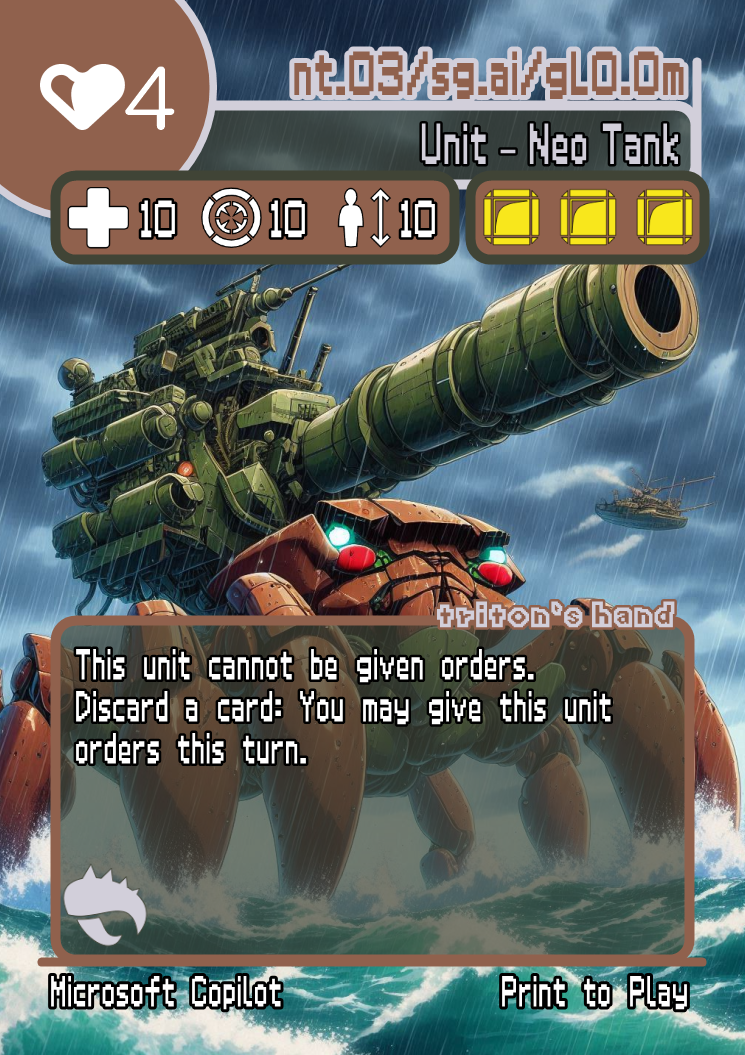 4
nt.03/sg.ai/gL0.0m
Unit - Neo Tank
10 10 10
triton's hand
This unit cannot be given orders.
Discard a card: You may give this unit
orders this turn.
Microsoft Copilot
Print to Play